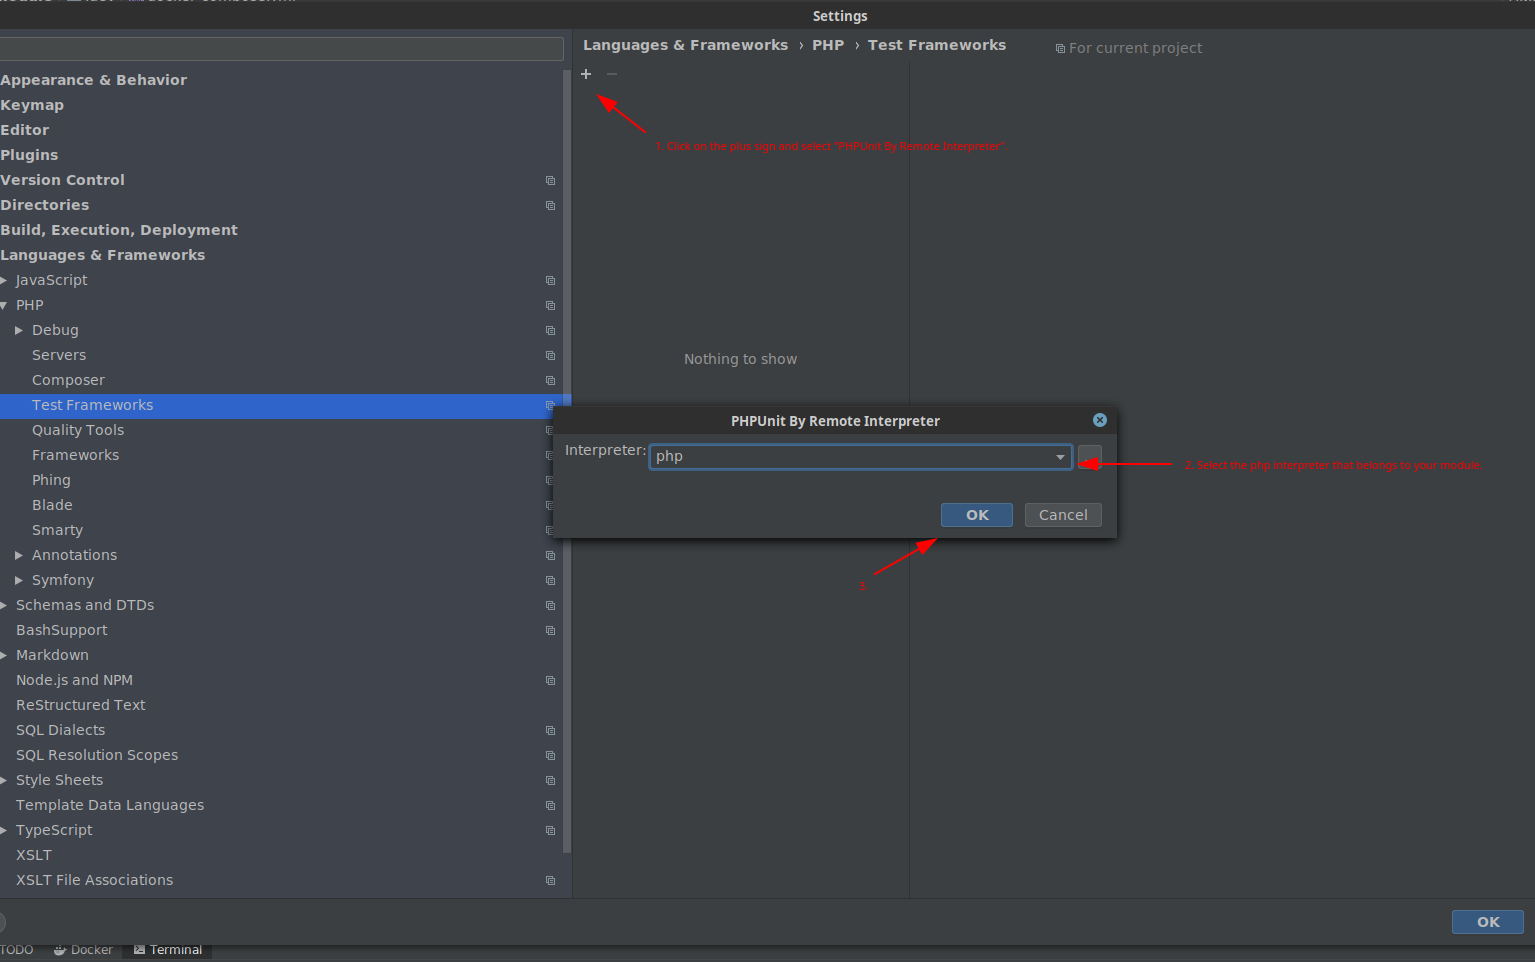 Settings
Languages & Frameworks › PHP › Test Frameworks
For current project
Appearance & Behavior
Keymap
Editor
Plugins
Version Control
Directories
Build, Execution, Deployment
Languages & Frameworks
JavaScript
PHP
Debug
Servers
Composer
Test Frameworks
Quality Tools
Frameworks
Phing
Blade
Smarty
Annotations
Symfony
Schemas and DTDs
BashSupport
Markdown
Node.js and NPM
ReStructured Text
SQL Dialects
SQL Resolution Scopes
Style Sheets
Template Data Languages
TypeScript
XSLT
XSLT File Associations
1. Click on the plus sign and select "PHPUnit By Remote Interpreter".
Nothing to show
PHPUnit By Remote Interpreter
Interpreter: php
2. Select the php interpreter that belongs to your module.
OK Cancel
3.
OK
TODO Docker Terminal